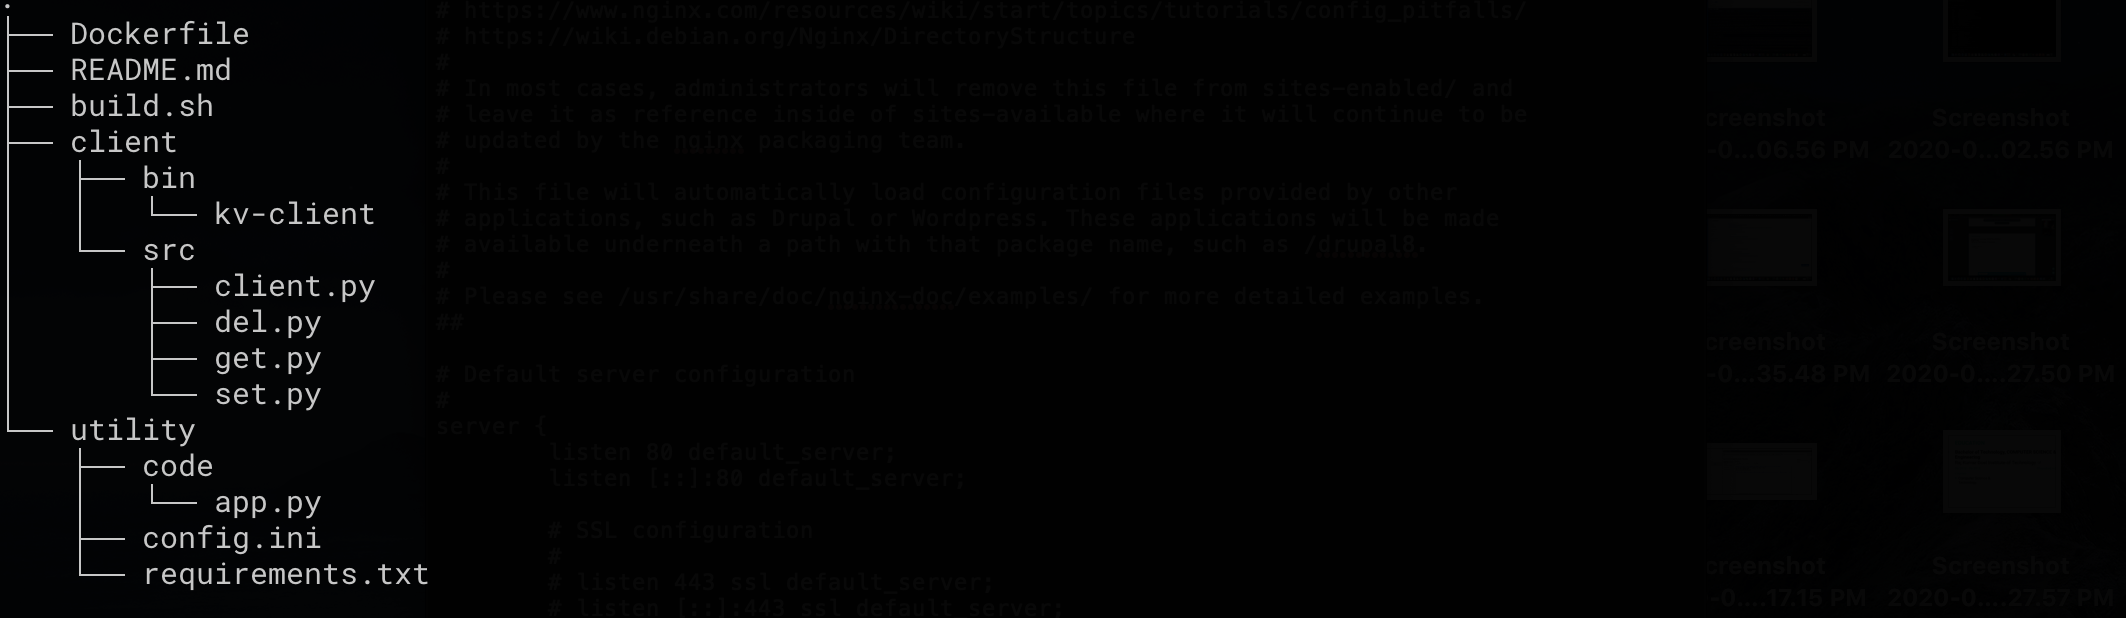 .
├── Dockerfile
├── README.md
├── build.sh
├── client
│   ├── bin
│   │   └── kv-client
│   └── src
│       ├── client.py
│       ├── del.py
│       ├── get.py
│       └── set.py
└── utility
    ├── code
    │   └── app.py
    ├── config.ini
    └── requirements.txt
# https://www.nginx.com/resources/wiki/start/topics/tutorials/config_pitfalls/
# https://wiki.debian.org/Nginx/DirectoryStructure
#
# In most cases, administrators will remove this file from sites-enabled/ and
# leave it as reference inside of sites-available where it will continue to be
# updated by the nginx packaging team.
#
# This file will automatically load configuration files provided by other
# applications, such as Drupal or Wordpress. These applications will be made
# available underneath a path with that package name, such as /drupal8.
#
# Please see /usr/share/doc/nginx-doc/examples/ for more detailed examples.
##
# Default server configuration
#
server {
listen 80 default_server;
listen [::]:80 default_server;
# SSL configuration
#
# listen 443 ssl default_server;
# listen [::]:443 ssl default_server;
creenshot Screenshot
-0...06.56 PM 2020-0...02.56 PM
creenshot Screenshot
-0...35.48 PM 2020-0....27.50 PM
creenshot Screenshot
-0....17.15 PM 2020-0....27.57 PM